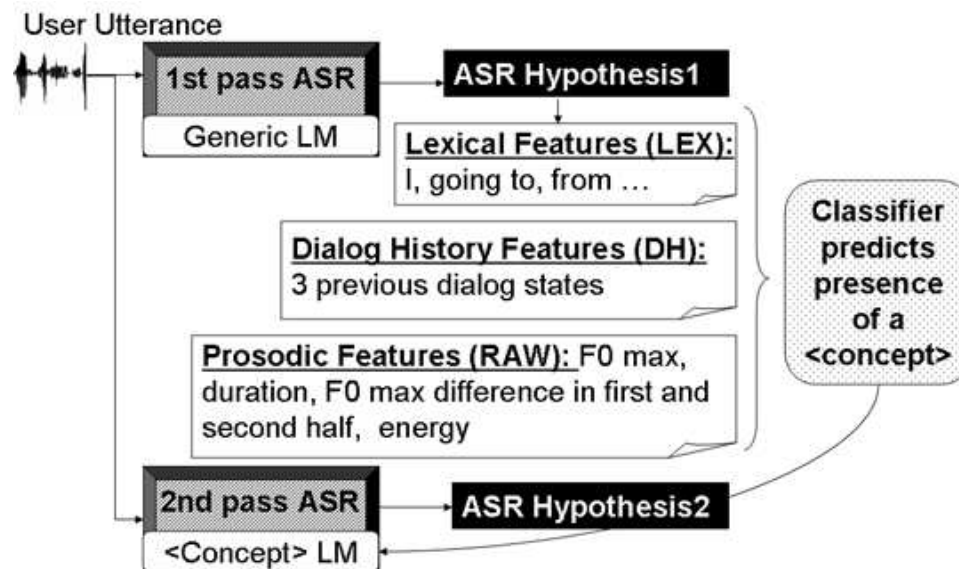 User Utterance
1st pass ASR
Generic LM
ASR Hypothesis1
Lexical Features (LEX):
I, going to, from ...
Dialog History Features (DH):
3 previous dialog states
Prosodic Features (RAW): F0 max,
duration, F0 max difference in first and
second half, energy
Classifier
predicts
presence
of a
<concept>
2nd pass ASR
<Concept> LM
ASR Hypothesis2